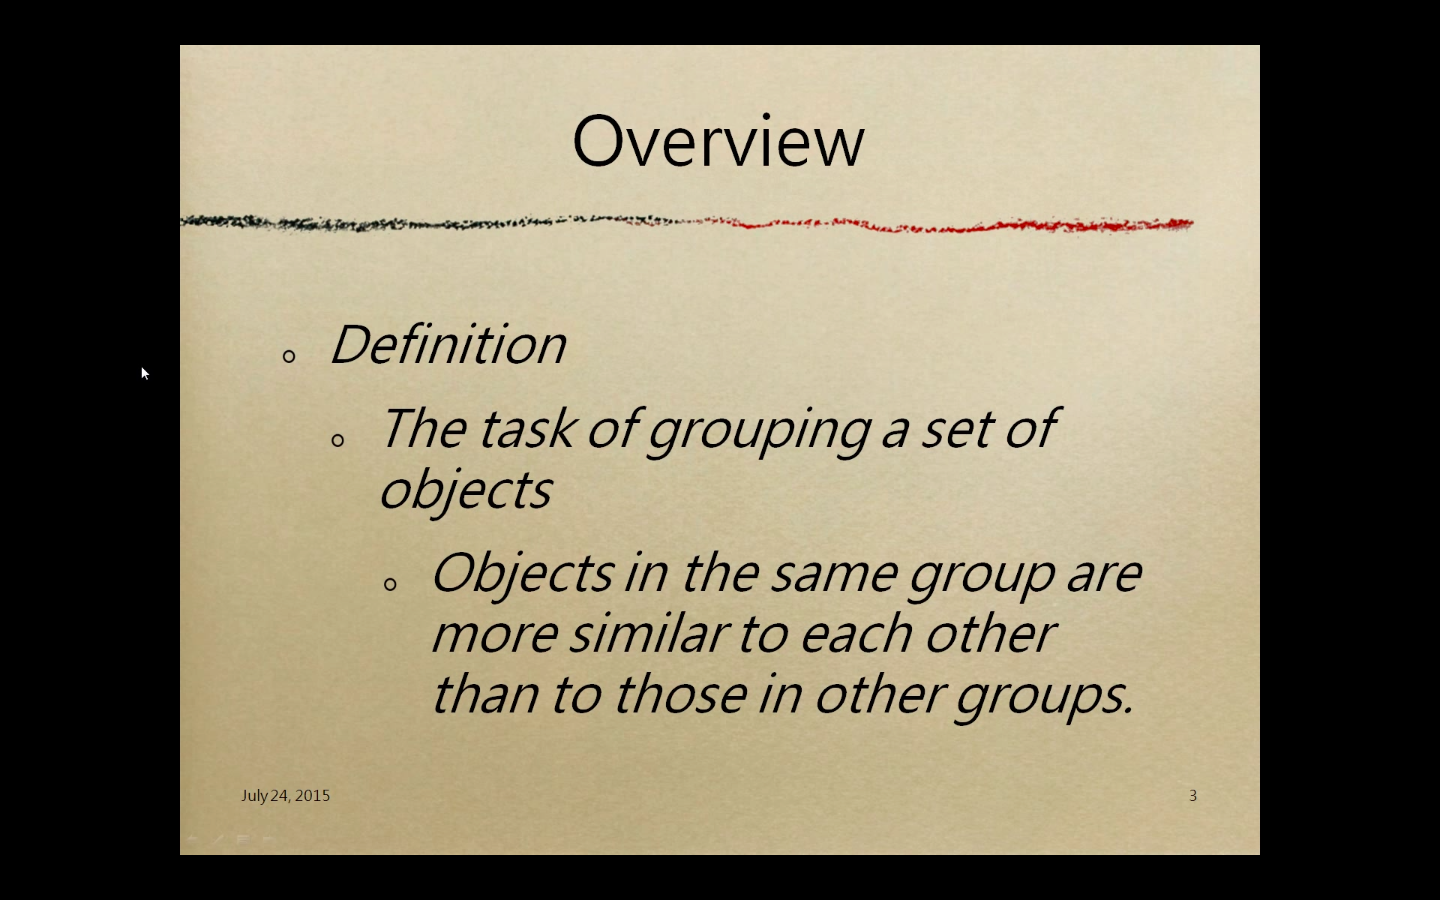 Overview
Definition
The task of grouping a set of
objects
Objects in the same group are
more similar to each other
than to those in other groups.
July 24, 2015
3